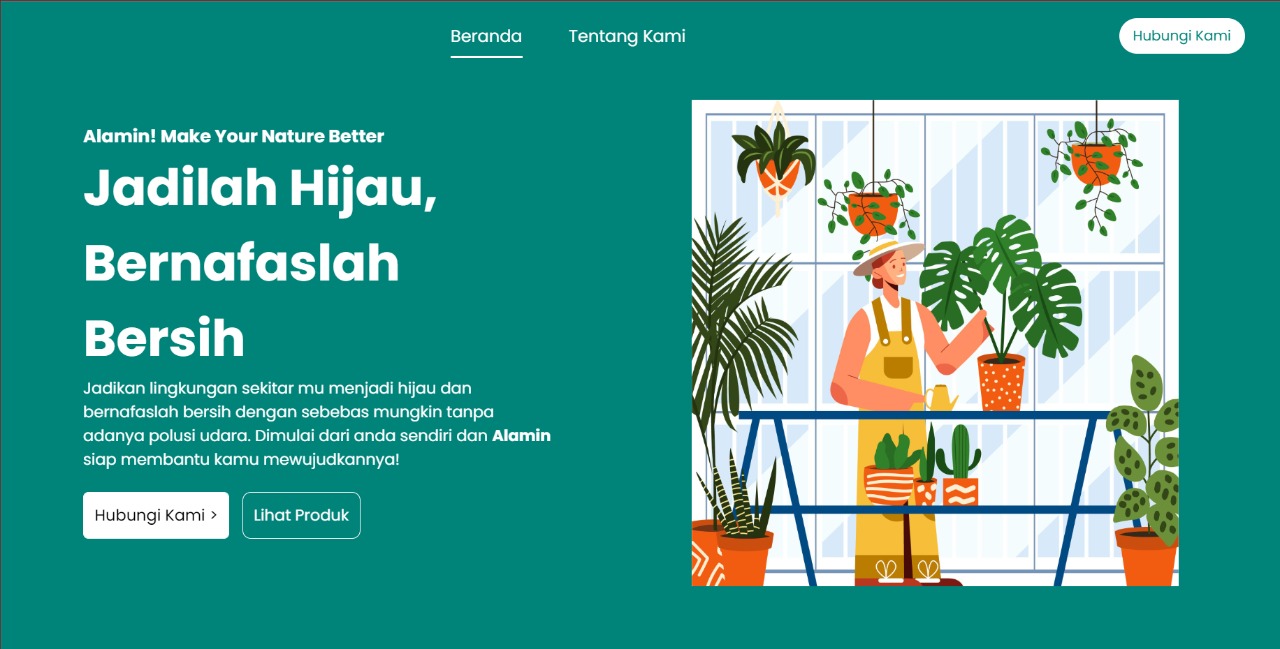 Beranda
Tentang Kami
Hubungi Kami
Alamin! Make Your Nature Better
Jadilah Hijau,
Bernafaslah
Bersih
Jadikan lingkungan sekitar mu menjadi hijau dan
bernafaslah bersih dengan sebebas mungkin tanpa
adanya polusi udara. Dimulai dari anda sendiri dan Alamin
siap membantu kamu mewujudkannya!
Hubungi Kami >
Lihat Produk